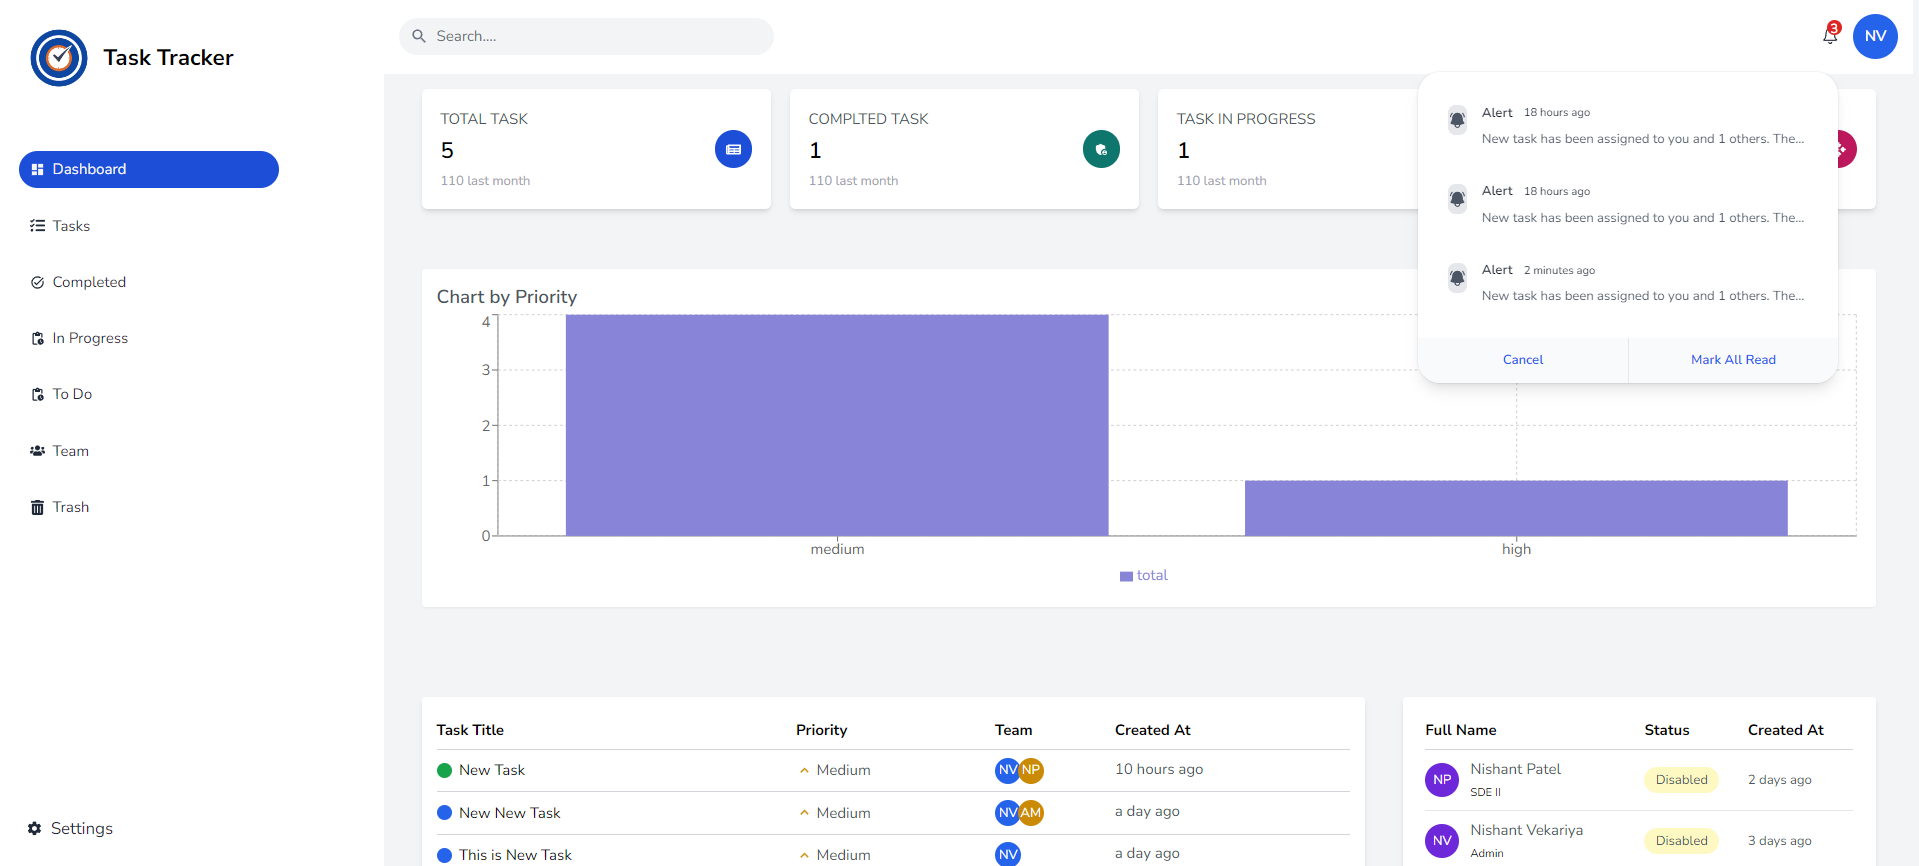 Task Tracker
Search....
3
NV
Dashboard
Tasks
Completed
In Progress
To Do
Team
Trash
Settings
TOTAL TASK
5
110 last month
COMPLTED TASK
1
110 last month
TASK IN PROGRESS
1
110 last month
Alert 18 hours ago
New task has been assigned to you and 1 others. The...
Alert 18 hours ago
New task has been assigned to you and 1 others. The...
Alert 2 minutes ago
New task has been assigned to you and 1 others. The...
Cancel
Mark All Read
Chart by Priority
4
3
2
1
0
medium
high
total
Task Title Priority Team Created At
New Task Medium NV NP 10 hours ago
New New Task Medium NV AM a day ago
This is New Task Medium NV a day ago
Full Name Status Created At
NP Nishant Patel Disabled 2 days ago
SDE II
NV Nishant Vekariya Disabled 3 days ago
Admin